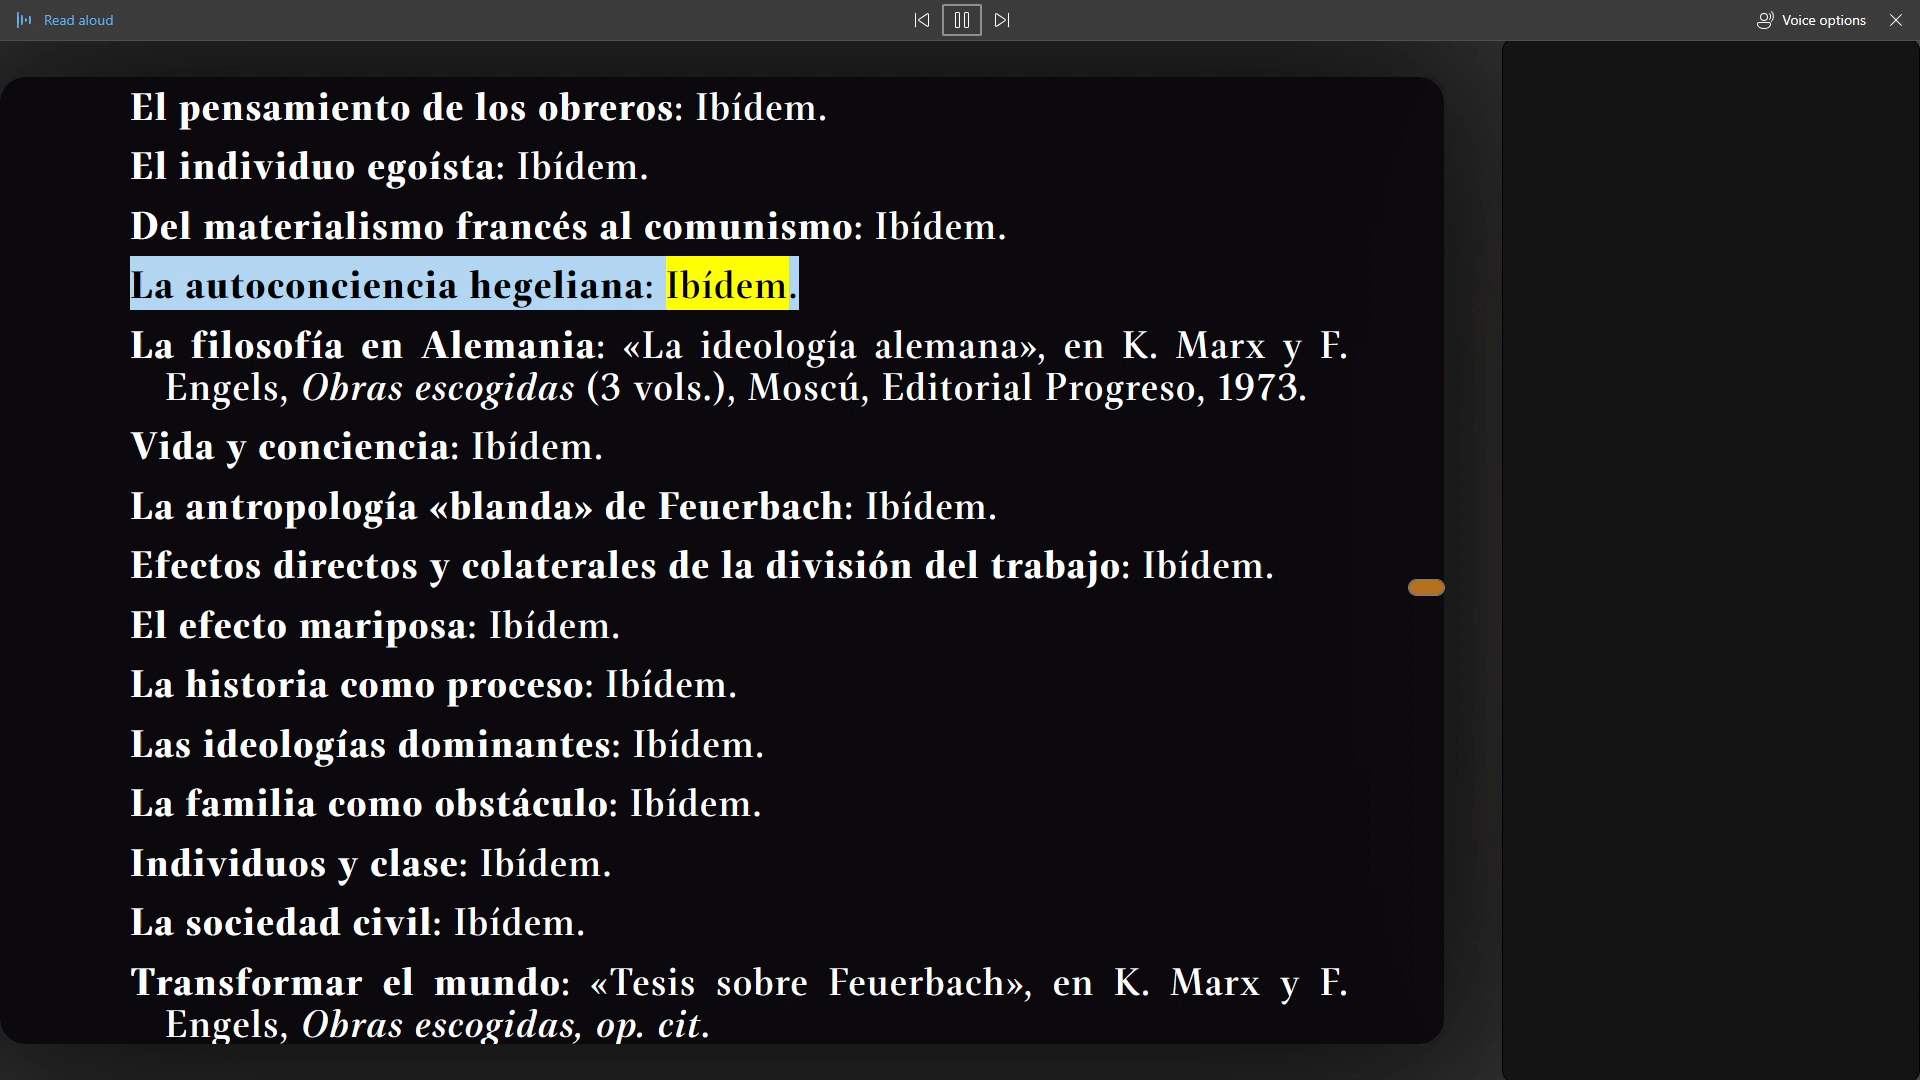 Read aloud
Voice options
El pensamiento de los obreros: Ibídem.
El individuo egoísta: Ibídem.
Del materialismo francés al comunismo: Ibídem.
La autoconciencia hegeliana: Ibídem.
La filosofía en Alemania: «La ideología alemana», en K. Marx y F.
Engels, Obras escogidas (3 vols.), Moscú, Editorial Progreso, 1973.
Vida y conciencia: Ibídem.
La antropología «blanda» de Feuerbach: Ibídem.
Efectos directos y colaterales de la división del trabajo: Ibídem.
El efecto mariposa: Ibídem.
La historia como proceso: Ibídem.
Las ideologías dominantes: Ibídem.
La familia como obstáculo: Ibídem.
Individuos y clase: Ibídem.
La sociedad civil: Ibídem.
Transformar el mundo: «Tesis sobre Feuerbach», en K. Marx y F.
Engels, Obras escogidas, op. cit.